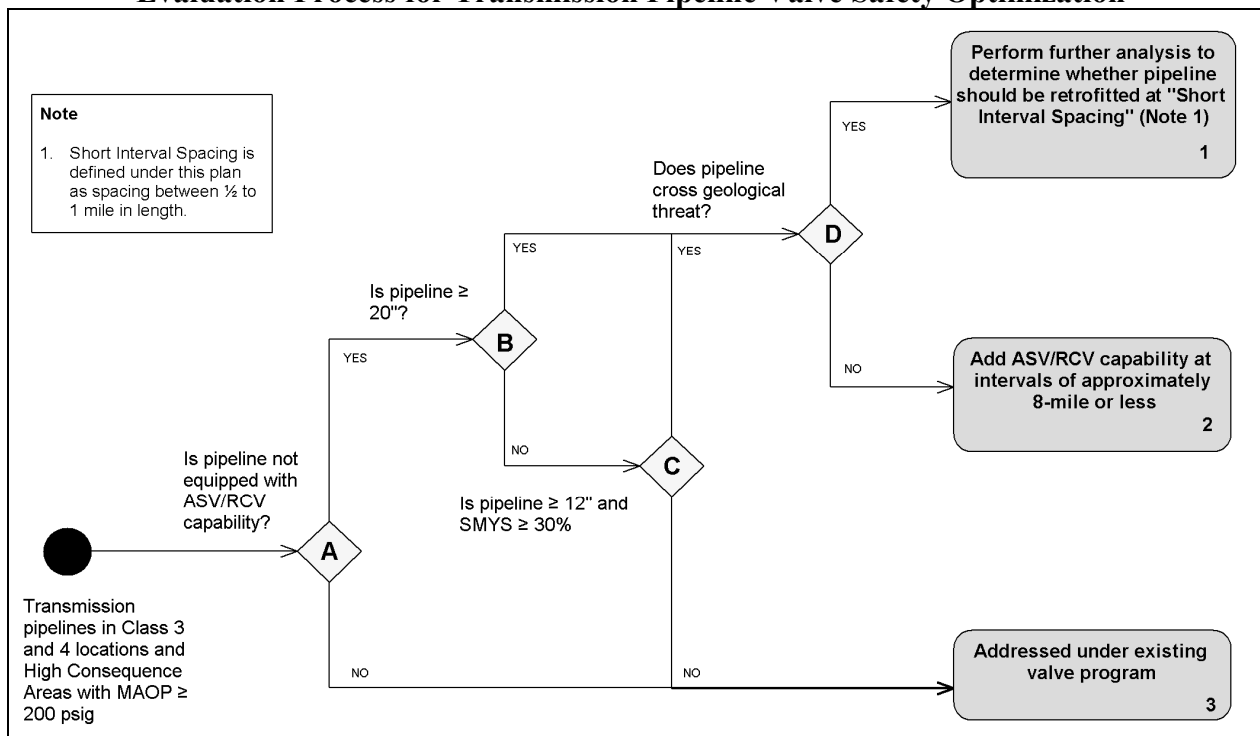 Evaluation Process for Transmission Pipeline Valve Safety Optimization
Note
1. Short Interval Spacing is
defined under this plan
as spacing between ½ to
1 mile in length.
Perform further analysis to
determine whether pipeline
should be retrofitted at "Short
Interval Spacing" (Note 1)
1
YES
Does pipeline
cross geological
threat?
D
YES
YES
Is pipeline ≥
20"?
B
YES
NO
Add ASV/RCV capability at
intervals of approximately
8-mile or less
2
NO
C
Is pipeline not
equipped with
ASV/RCV
capability?
Is pipeline ≥ 12" and
SMYS ≥ 30%
A
Transmission
pipelines in Class 3
and 4 locations and
High Consequence
Areas with MAOP ≥
200 psig
NO
NO
Addressed under existing
valve program
3